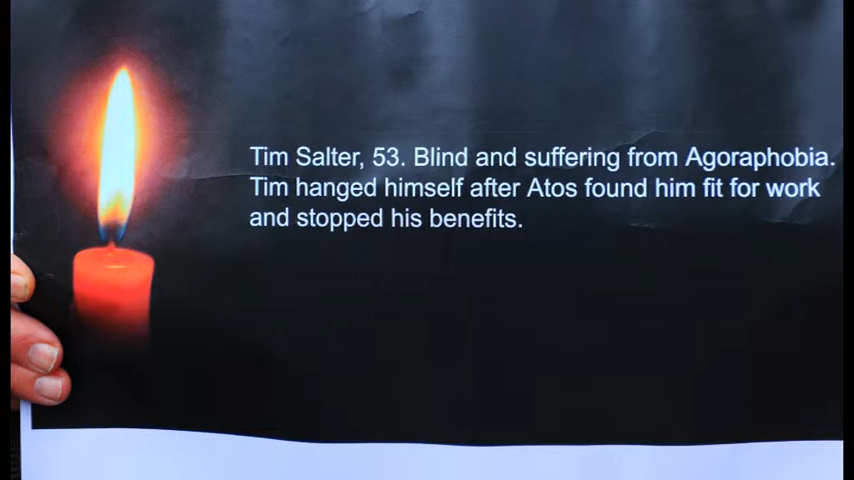 Tim Salter, 53. Blind and suffering from Agoraphobia.
Tim hanged himself after Atos found him fit for work
and stopped his benefits.